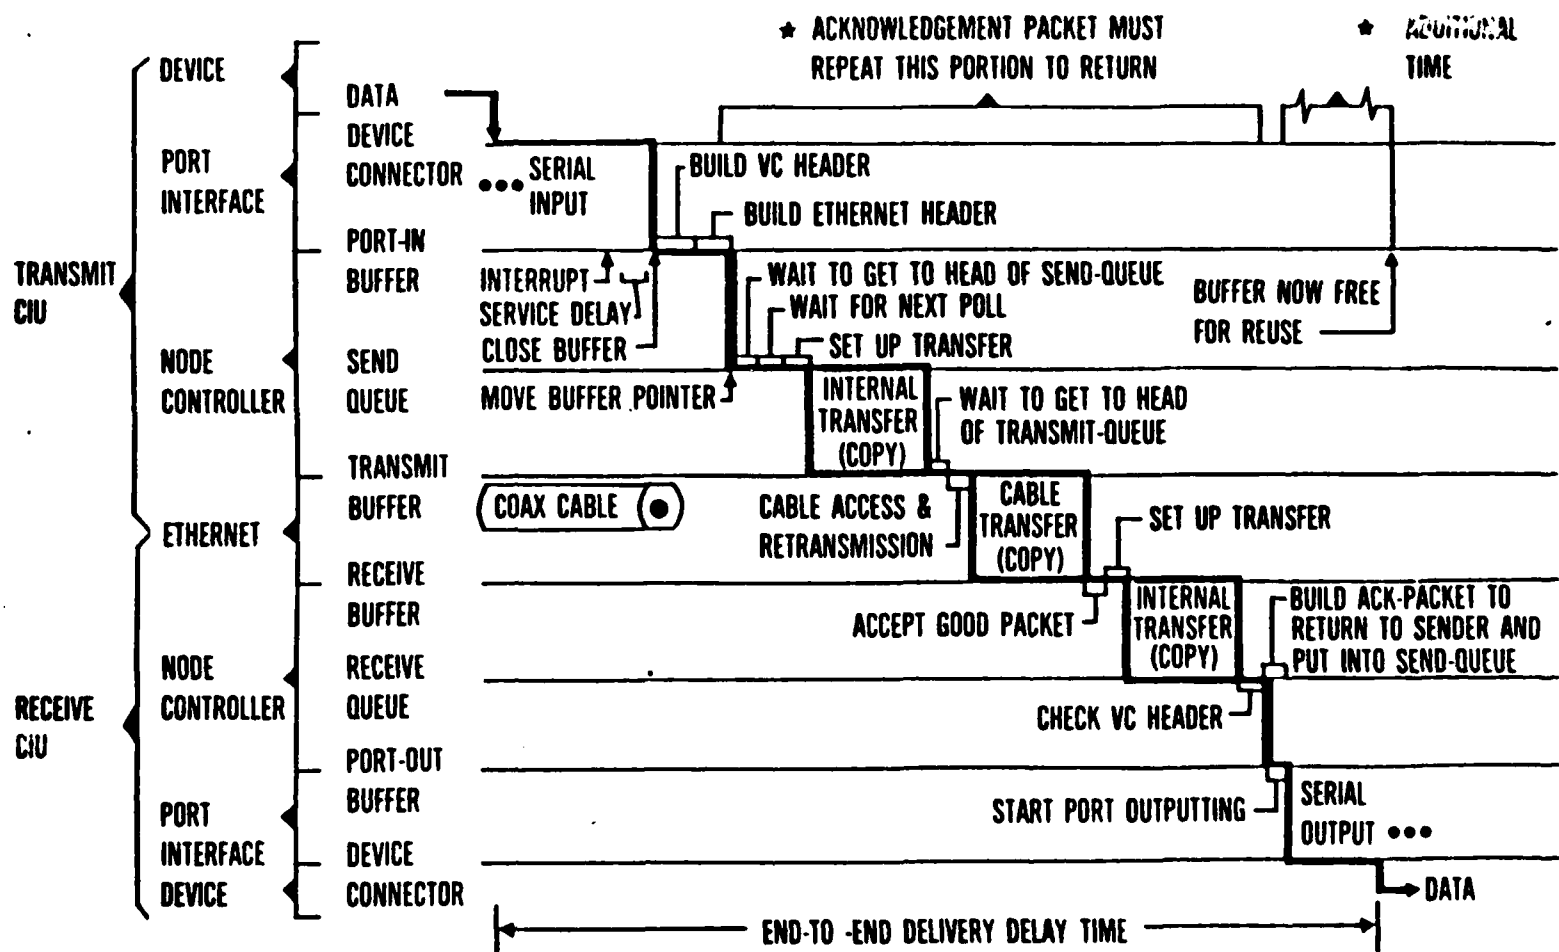 ★ ACKNOWLEDGEMENT PACKET MUST
REPEAT THIS PORTION TO RETURN
★ ADDITIONAL
TIME
DEVICE
DATA
DEVICE
CONNECTOR
PORT
INTERFACE
••• SERIAL
INPUT
BUILD VC HEADER
BUILD ETHERNET HEADER
PORT-IN
BUFFER
TRANSMIT
CIU
INTERRUPT
SERVICE DELAY
CLOSE BUFFER
WAIT TO GET TO HEAD OF SEND-QUEUE
WAIT FOR NEXT POLL
SET UP TRANSFER
BUFFER NOW FREE
FOR REUSE
NODE
CONTROLLER
SEND
QUEUE
MOVE BUFFER POINTER
INTERNAL
TRANSFER
(COPY)
WAIT TO GET TO HEAD
OF TRANSMIT-QUEUE
TRANSMIT
BUFFER
COAX CABLE
CABLE ACCESS &
RETRANSMISSION
CABLE
TRANSFER
(COPY)
SET UP TRANSFER
ETHERNET
RECEIVE
BUFFER
ACCEPT GOOD PACKET
INTERNAL
TRANSFER
(COPY)
BUILD ACK-PACKET TO
RETURN TO SENDER AND
PUT INTO SEND-QUEUE
NODE
CONTROLLER
RECEIVE
QUEUE
RECEIVE
CIU
CHECK VC HEADER
PORT-OUT
BUFFER
START PORT OUTPUTTING
SERIAL
OUTPUT •••
PORT
INTERFACE
DEVICE
DEVICE
CONNECTOR
DATA
END-TO -END DELIVERY DELAY TIME